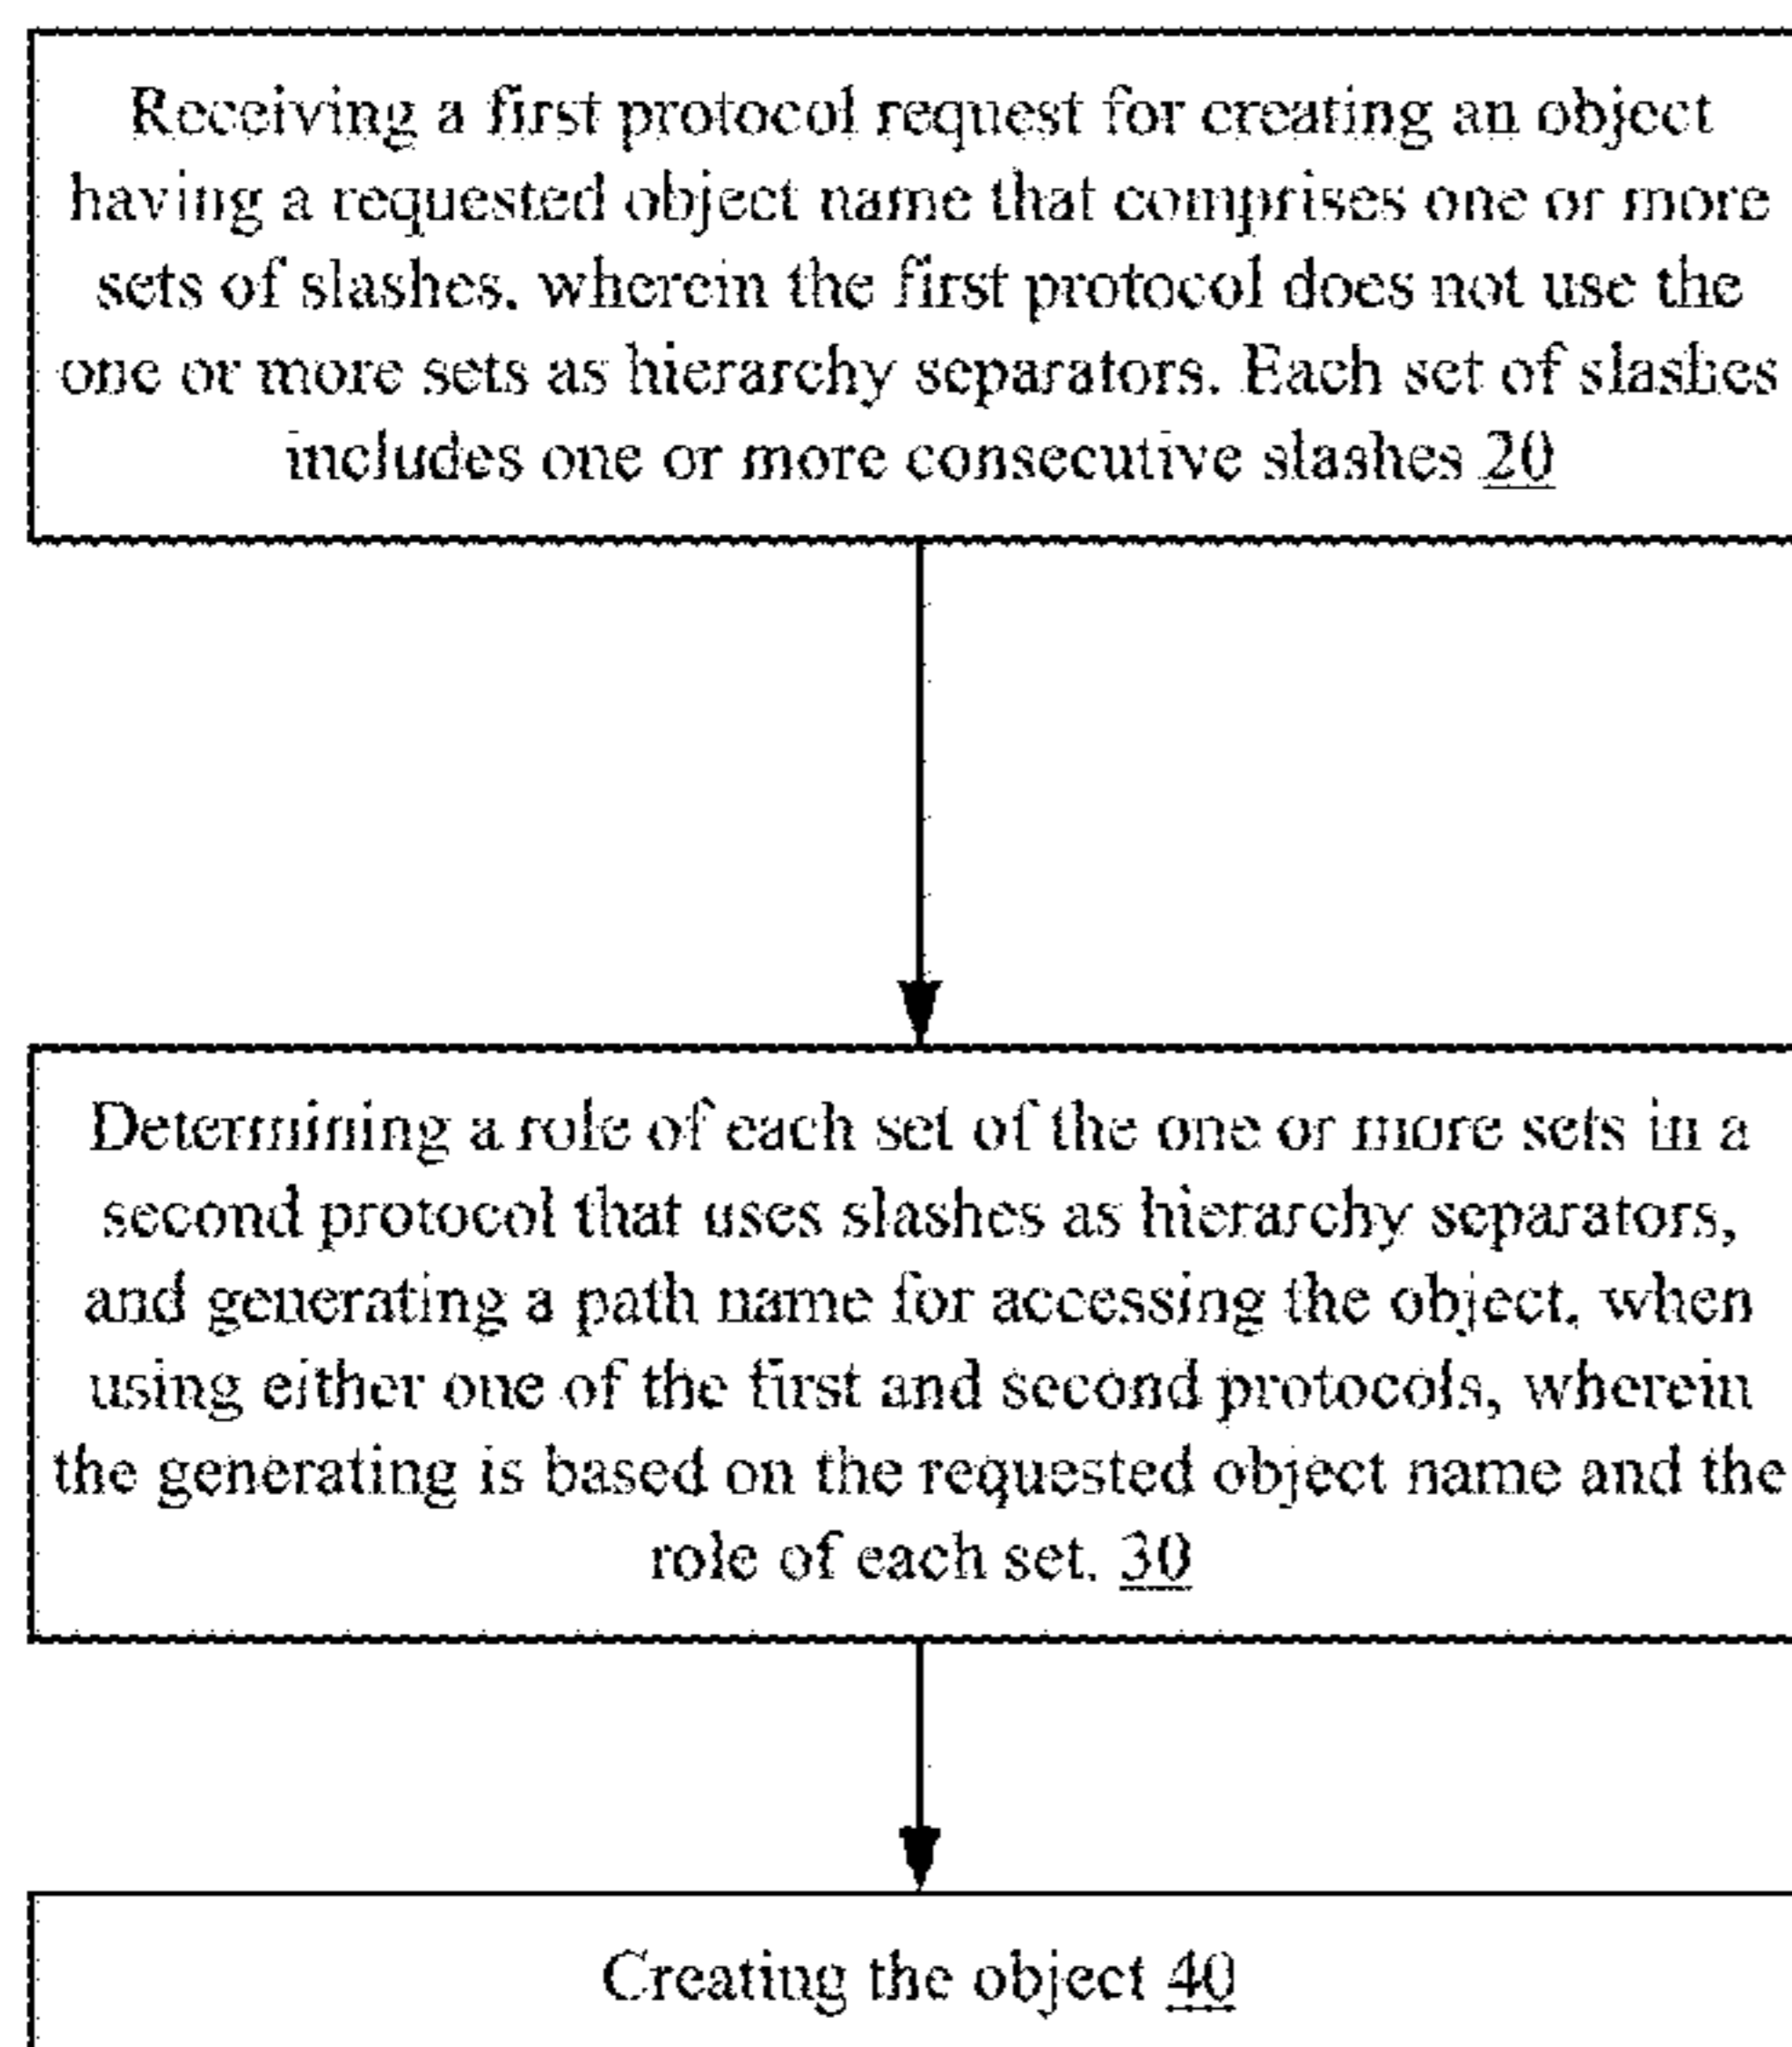 Receiving a first protocol request for creating an object
having a requested object name that comprises one or more
sets of slashes, wherein the first protocol does not use the
one or more sets as hierarchy separators. Each set of slashes
includes one or more consecutive slashes 20
Determining a role of each set of the one or more sets in a
second protocol that uses slashes as hierarchy separators,
and generating a path name for accessing the object, when
using either one of the first and second protocols, wherein
the generating is based on the requested object name and the
role of each set. 30
Creating the object 40